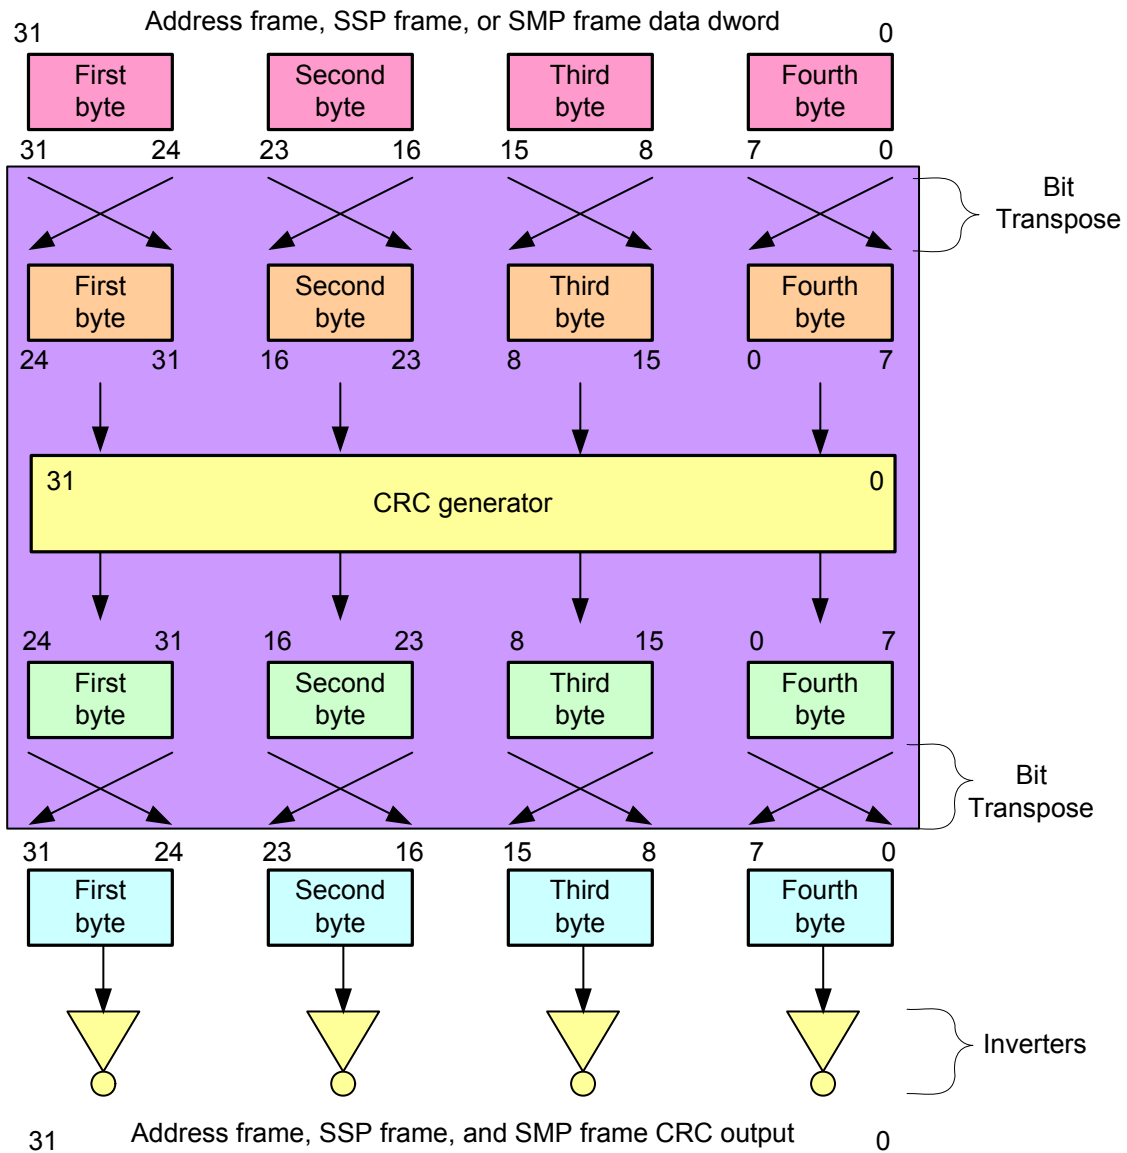 Address frame, SSP frame, or SMP frame data dword
31 0
First byte Second byte Third byte Fourth byte
31 24 23 16 15 8 7 0
Bit Transpose
First byte Second byte Third byte Fourth byte
24 31 16 23 8 15 0 7
31 CRC generator 0
24 31 16 23 8 15 0 7
First byte Second byte Third byte Fourth byte
Bit Transpose
31 24 23 16 15 8 7 0
First byte Second byte Third byte Fourth byte
Inverters
31 Address frame, SSP frame, and SMP frame CRC output 0